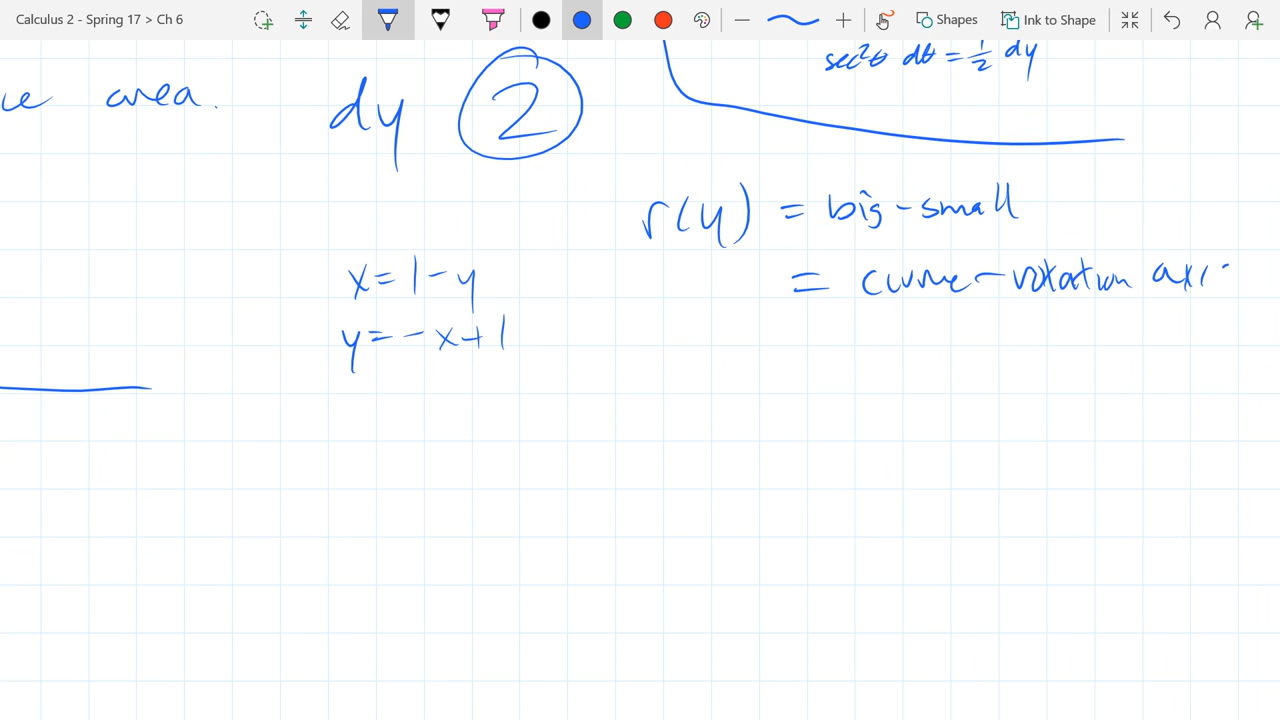 Calculus 2 - Spring 17 > Ch 6
Shapes
Ink to Shape
sec²θ dθ = 1/2 dy
area.
dy 2
r(y) = big - small
= curve - rotation axi
x = 1 - y
y = -x + 1